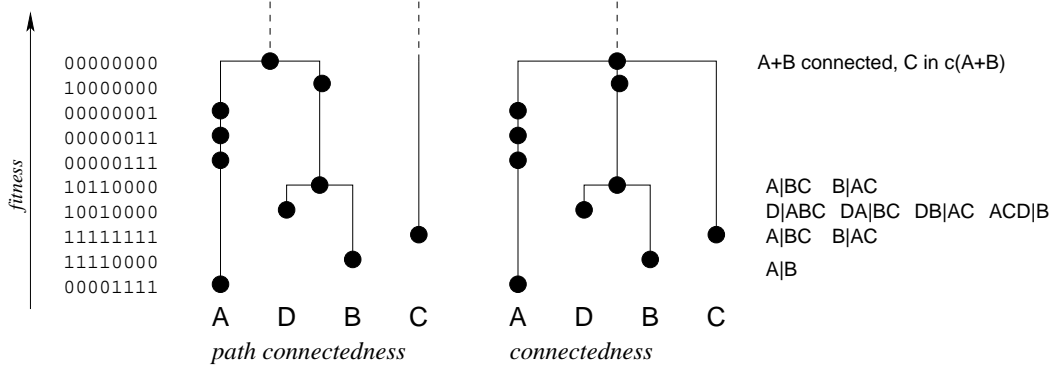 fitness
00000000 A+B connected, C in c(A+B)
10000000
00000001
00000011
00000111
10110000 A|BC B|AC
10010000 D|ABC DA|BC DB|AC ACD|B
11111111 A|BC B|AC
11110000 A|B
00001111
A D B C A D B C
path connectedness connectedness